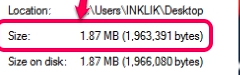 Location: \Users\INKLIK\Desktop
Size: 1.87 MB (1,963,391 bytes)
Size on disk: 1.87 MB (1,966,080 bytes)